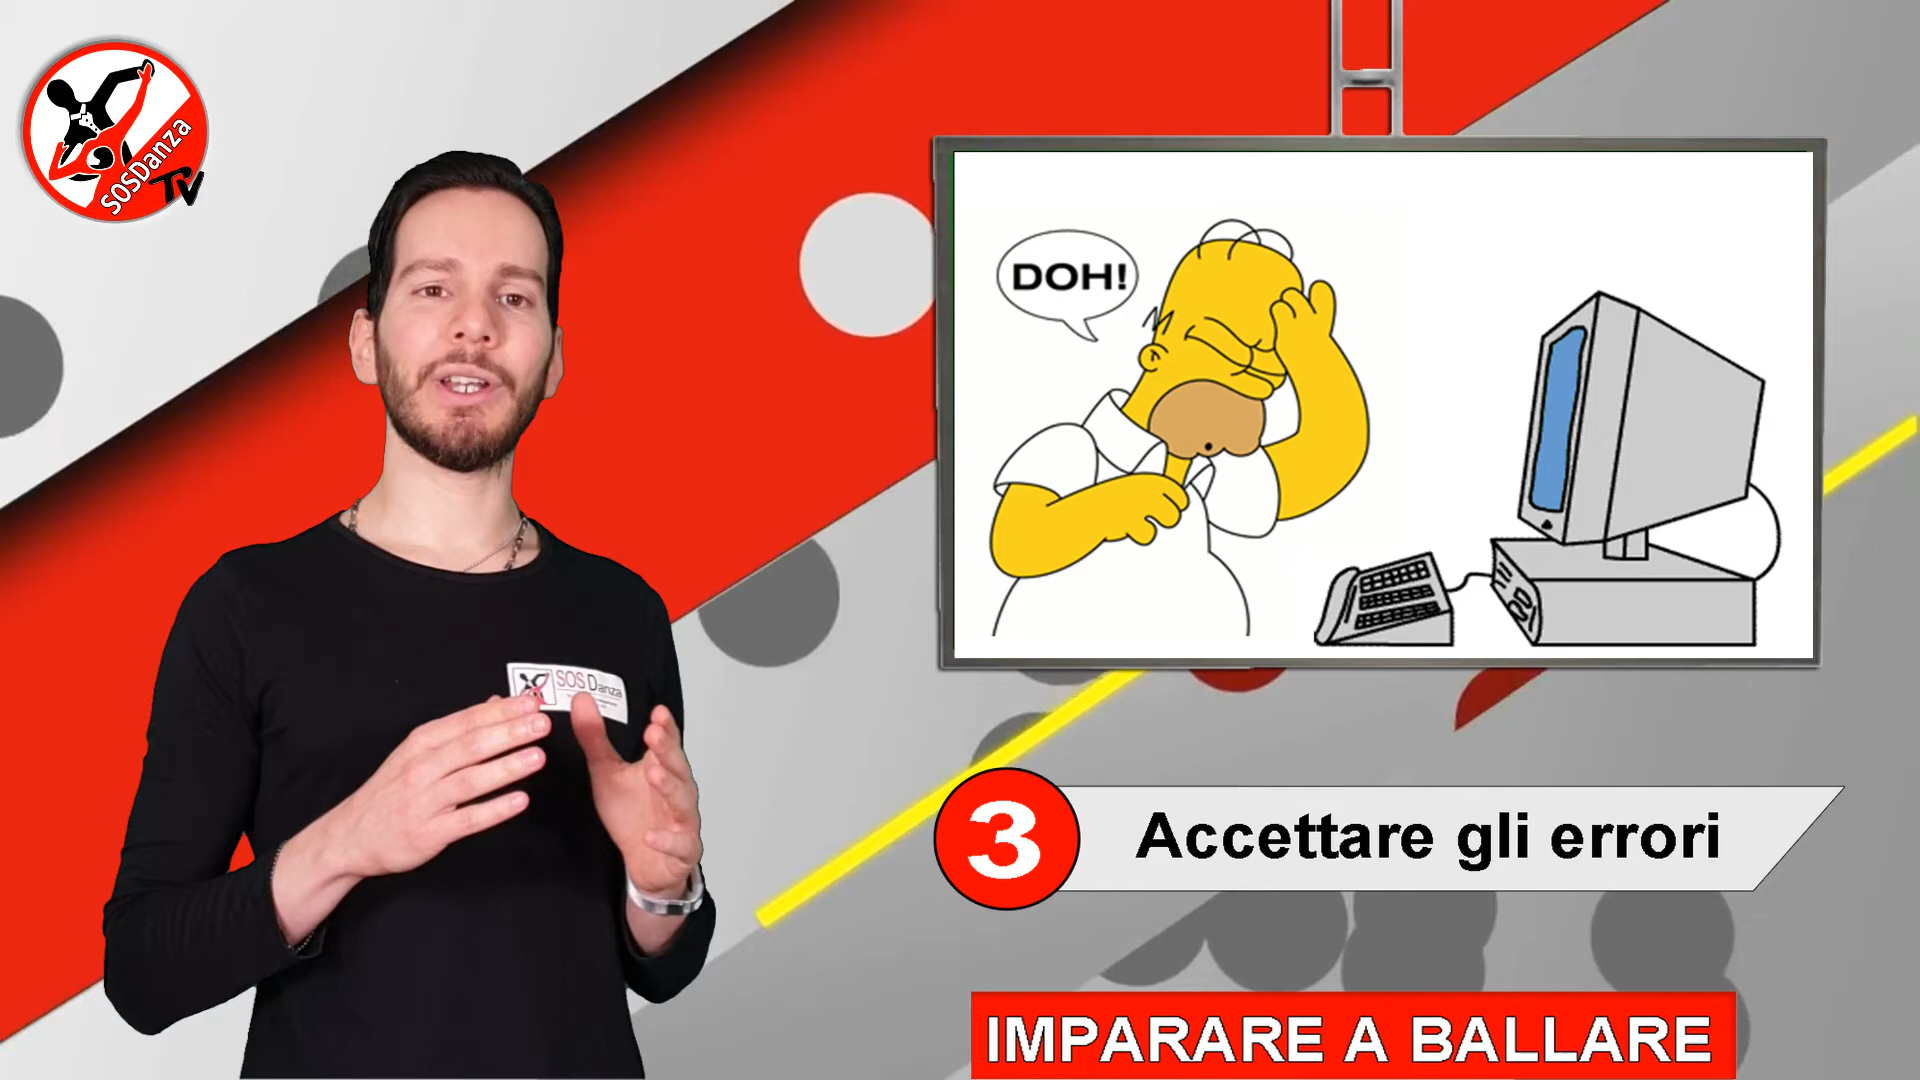 SOSDanza
TV
DOH!
SOS Danza
3
Accettare gli errori
IMPARARE A BALLARE